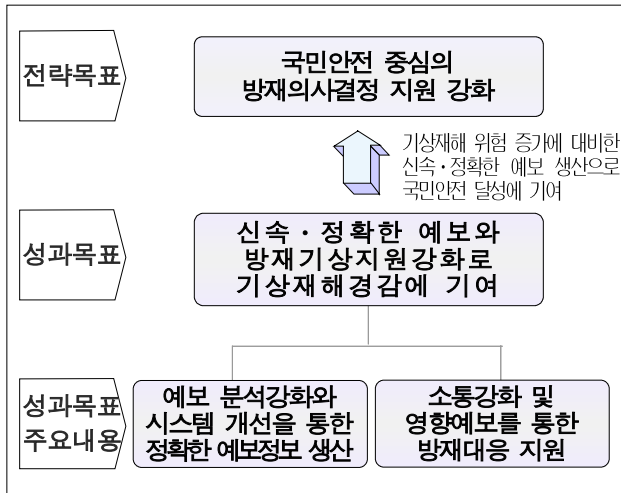 전략목표
국민안전 중심의
방재의사결정 지원 강화
기상재해 위험 증가에 대비한
신속·정확한 예보 생산으로
국민안전 달성에 기여
성과목표
신속·정확한 예보와
방재기상지원강화로
기상재해경감에 기여
성과목표
주요내용
예보 분석강화와
시스템 개선을 통한
정확한 예보정보 생산
소통강화 및
영향예보를 통한
방재대응 지원